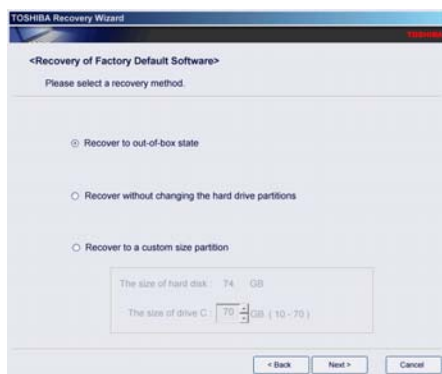 TOSHIBA Recovery Wizard
TOSHIBA
<Recovery of Factory Default Software>
Please select a recovery method.
Recover to out-of-box state
Recover without changing the hard drive partitions
Recover to a custom size partition
The size of hard disk : 74 GB
The size of drive C : 70 GB ( 10 - 70 )
< Back Next > Cancel